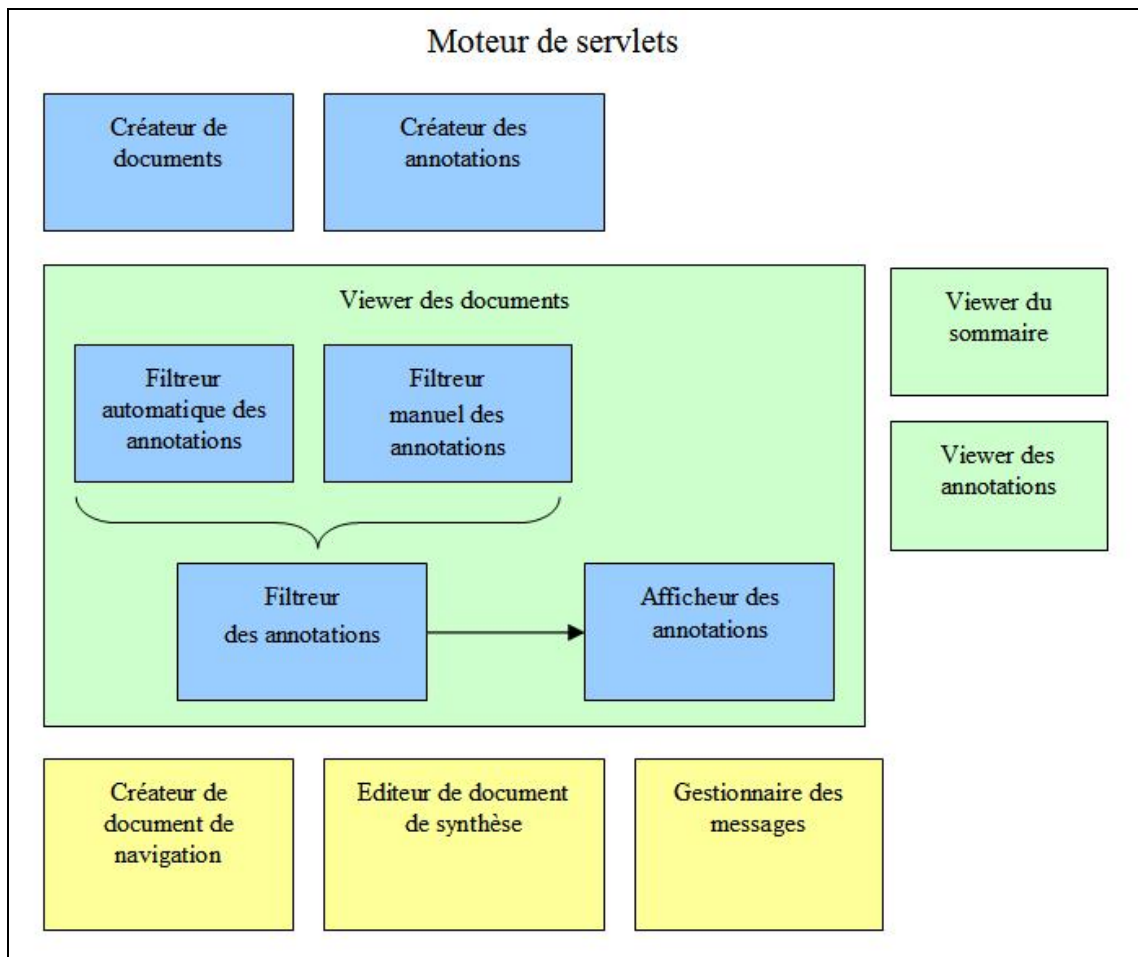 Moteur de servlets
Créateur de
documents
Créateur des
annotations
Viewer des documents
Filtreur
automatique des
annotations
Filtreur
manuel des
annotations
Filtreur
des annotations
Afficheur des
annotations
Viewer du
sommaire
Viewer des
annotations
Créateur de
document de
navigation
Editeur de document
de synthèse
Gestionnaire des
messages